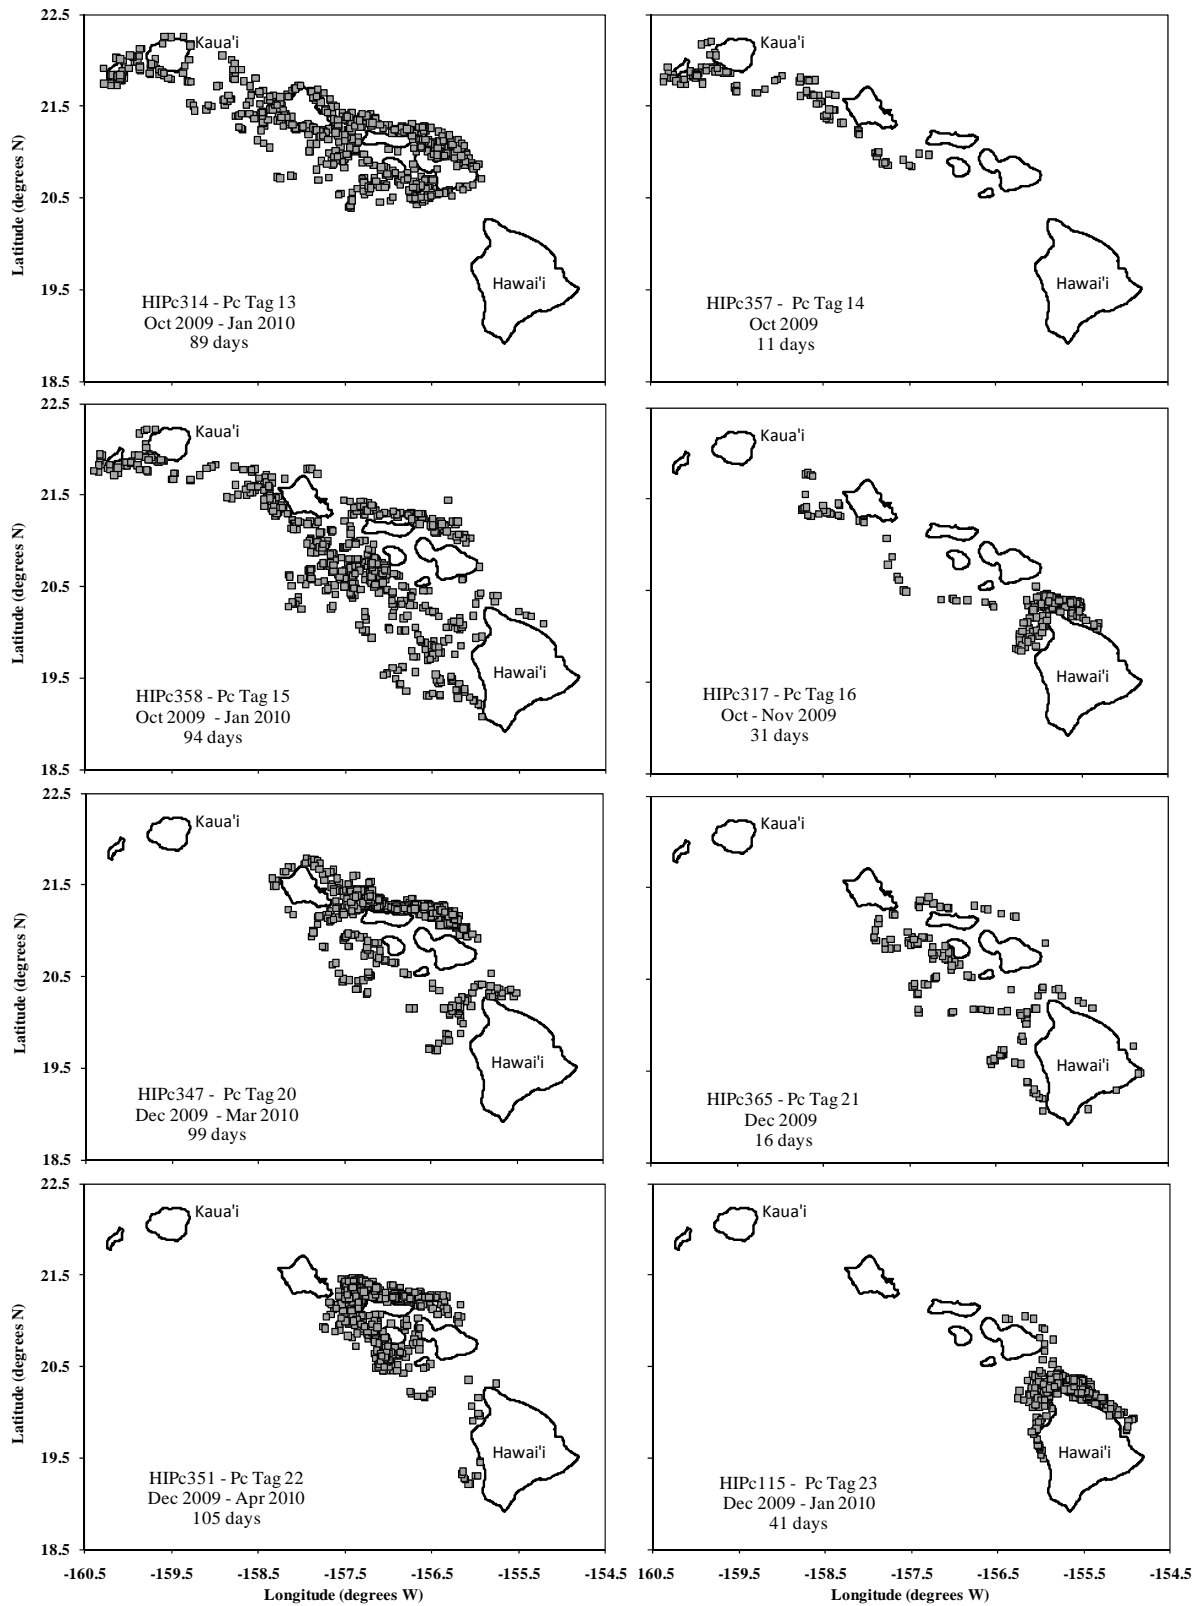 22.5
21.5
20.5
19.5
18.5
Latitude (degrees N)
Kaua'i
Hawai'i
HIPc314 - Pc Tag 13
Oct 2009 - Jan 2010
89 days
Kaua'i
Hawai'i
HIPc357 - Pc Tag 14
Oct 2009
11 days
22.5
21.5
20.5
19.5
18.5
Latitude (degrees N)
Kaua'i
Hawai'i
HIPc358 - Pc Tag 15
Oct 2009 - Jan 2010
94 days
Kaua'i
Hawai'i
HIPc317 - Pc Tag 16
Oct - Nov 2009
31 days
22.5
21.5
20.5
19.5
18.5
Latitude (degrees N)
Kaua'i
Hawai'i
HIPc347 - Pc Tag 20
Dec 2009 - Mar 2010
99 days
Kaua'i
Hawai'i
HIPc365 - Pc Tag 21
Dec 2009
16 days
22.5
21.5
20.5
19.5
18.5
Latitude (degrees N)
Kaua'i
Hawai'i
HIPc351 - Pc Tag 22
Dec 2009 - Apr 2010
105 days
-160.5 -159.5 -158.5 -157.5 -156.5 -155.5 -154.5
Longitude (degrees W)
Kaua'i
Hawai'i
HIPc115 - Pc Tag 23
Dec 2009 - Jan 2010
41 days
-160.5 -159.5 -158.5 -157.5 -156.5 -155.5 -154.5
Longitude (degrees W)